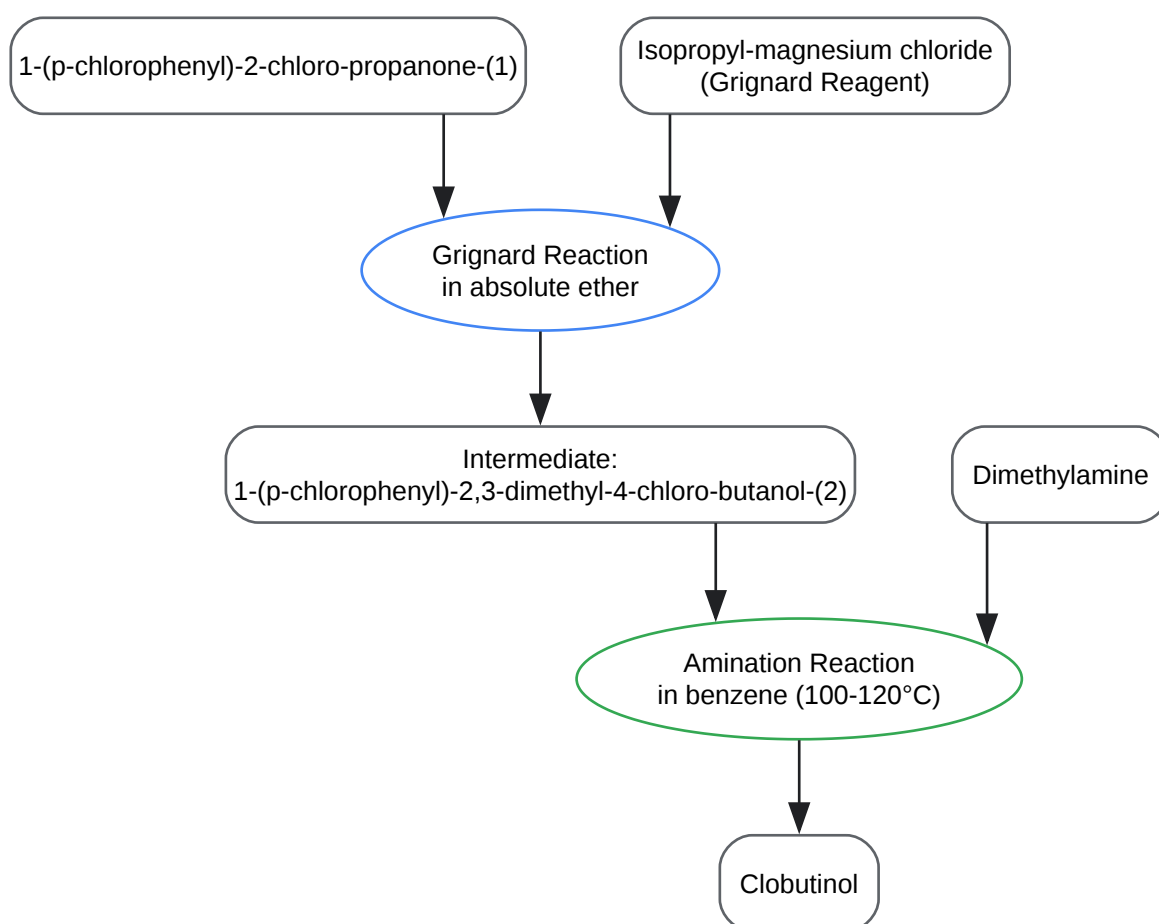 1-(p-chlorophenyl)-2-chloro-propanone-(1)
Isopropyl-magnesium chloride
(Grignard Reagent)
Grignard Reaction
in absolute ether
Intermediate:
1-(p-chlorophenyl)-2,3-dimethyl-4-chloro-butanol-(2)
Dimethylamine
Amination Reaction
in benzene (100-120°C)
Clobutinol